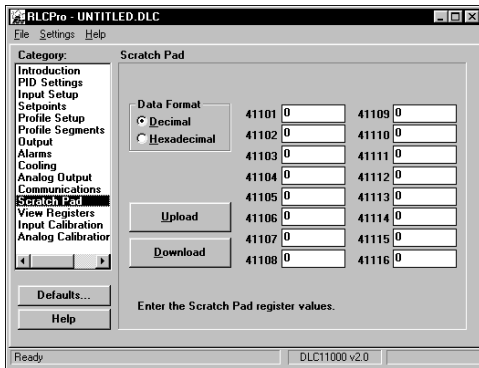 RLCPro - UNTITLED.DLC
File Settings Help
Category:
Introduction
PID Settings
Input Setup
Setpoints
Profile Setup
Profile Segments
Output
Alarms
Cooling
Analog Output
Communications
Scratch Pad
View Registers
Input Calibration
Analog Calibration
Defaults...
Help
Scratch Pad
Data Format
Decimal
Hexadecimal
Upload
Download
41101 0
41102 0
41103 0
41104 0
41105 0
41106 0
41107 0
41108 0
41109 0
41110 0
41111 0
41112 0
41113 0
41114 0
41115 0
41116 0
Enter the Scratch Pad register values.
Ready
DLC11000 v2.0